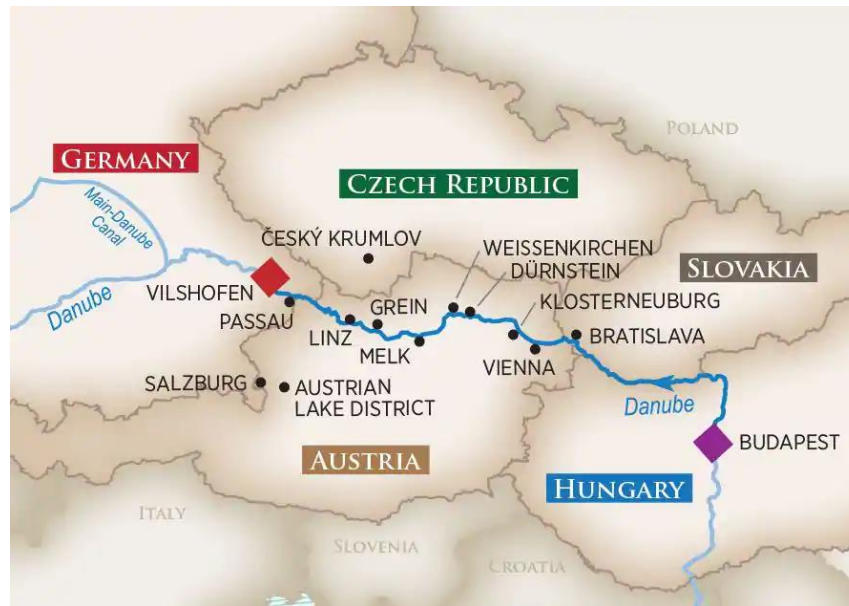 POLAND
GERMANY
CZECH REPUBLIC
Main-Danube
Canal
ČESKÝ KRUMLOV
WEISSENKIRCHEN
DÜRNSTEIN
SLOVAKIA
VILSHOFEN
GREIN
KLOSTERNEUBURG
Danube
PASSAU
LINZ
MELK
VIENNA
BRATISLAVA
SALZBURG
AUSTRIAN
LAKE DISTRICT
Danube
BUDAPEST
AUSTRIA
HUNGARY
ITALY
SLOVENIA
CROATIA